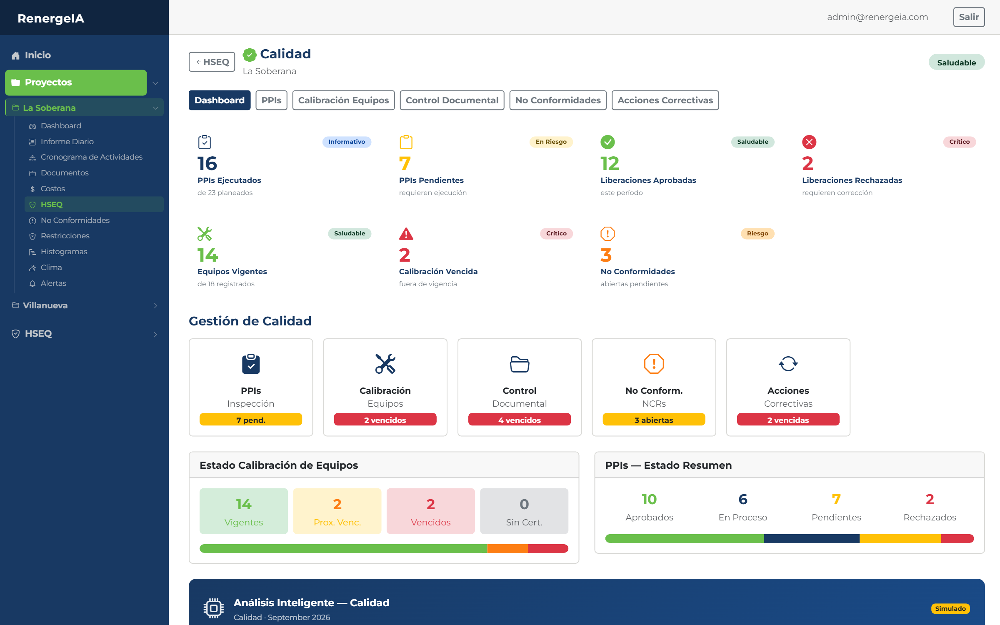 RenergeIA
admin@renergeia.com
Salir
Inicio
Proyectos
La Soberana
Dashboard
Informe Diario
Cronograma de Actividades
Documentos
Costos
HSEQ
No Conformidades
Restricciones
Histogramas
Clima
Alertas
Villanueva
HSEQ
← HSEQ
Calidad
La Soberana
Saludable
Dashboard
PPIs
Calibración Equipos
Control Documental
No Conformidades
Acciones Correctivas
Informativo
16
PPIs Ejecutados
de 23 planeados
En Riesgo
7
PPIs Pendientes
requieren ejecución
Saludable
12
Liberaciones Aprobadas
este período
Crítico
2
Liberaciones Rechazadas
requieren corrección
Saludable
14
Equipos Vigentes
de 18 registrados
Crítico
2
Calibración Vencida
fuera de vigencia
Riesgo
3
No Conformidades
abiertas pendientes
Gestión de Calidad
PPIs
Inspección
7 pend.
Calibración
Equipos
2 vencidos
Control
Documental
4 vencidos
No Conform.
NCRs
3 abiertas
Acciones
Correctivas
2 vencidas
Estado Calibración de Equipos
14
Vigentes
2
Prox. Venc.
2
Vencidos
0
Sin Cert.
PPIs — Estado Resumen
10
Aprobados
6
En Proceso
7
Pendientes
2
Rechazados
Análisis Inteligente — Calidad
Calidad · September 2026
Simulado